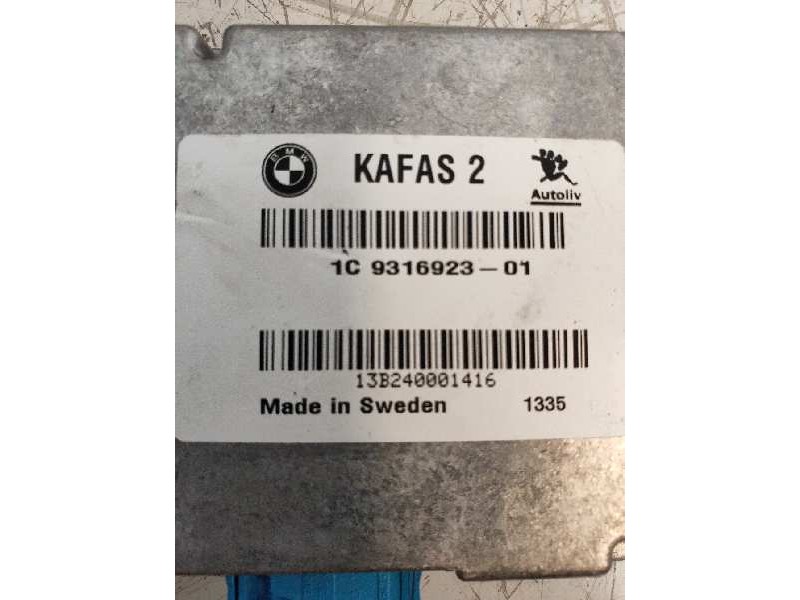 BMW
KAFAS 2
Autoliv
1C 9316923-01
13B240001416
Made in Sweden 1335